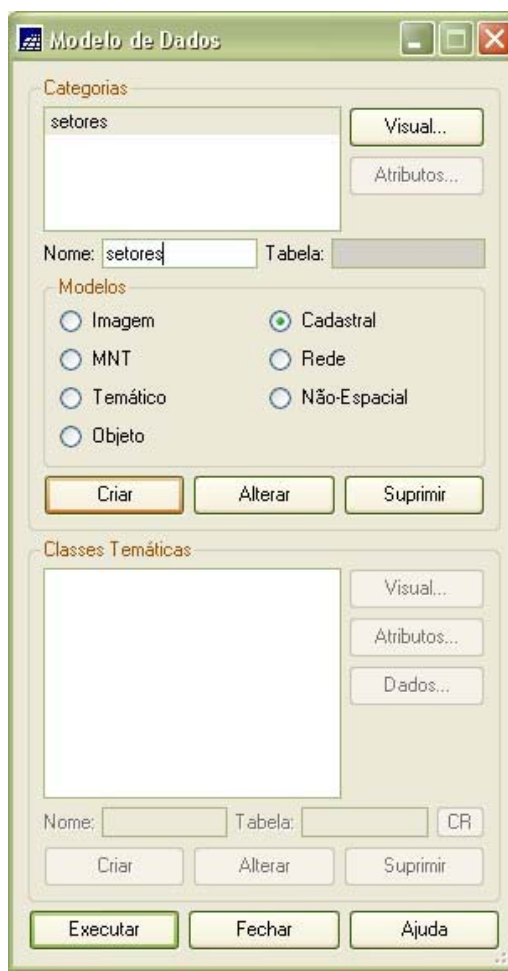 Modelo de Dados
Categorias
setores
Visual...
Atributos...
Nome: setores Tabela:
Modelos
Imagem Cadastral
MNT Rede
Temático Não-Espacial
Objeto
Criar Alterar Suprimir
Classes Temáticas
Visual...
Atributos...
Dados...
Nome: Tabela: CR
Criar Alterar Suprimir
Executar Fechar Ajuda